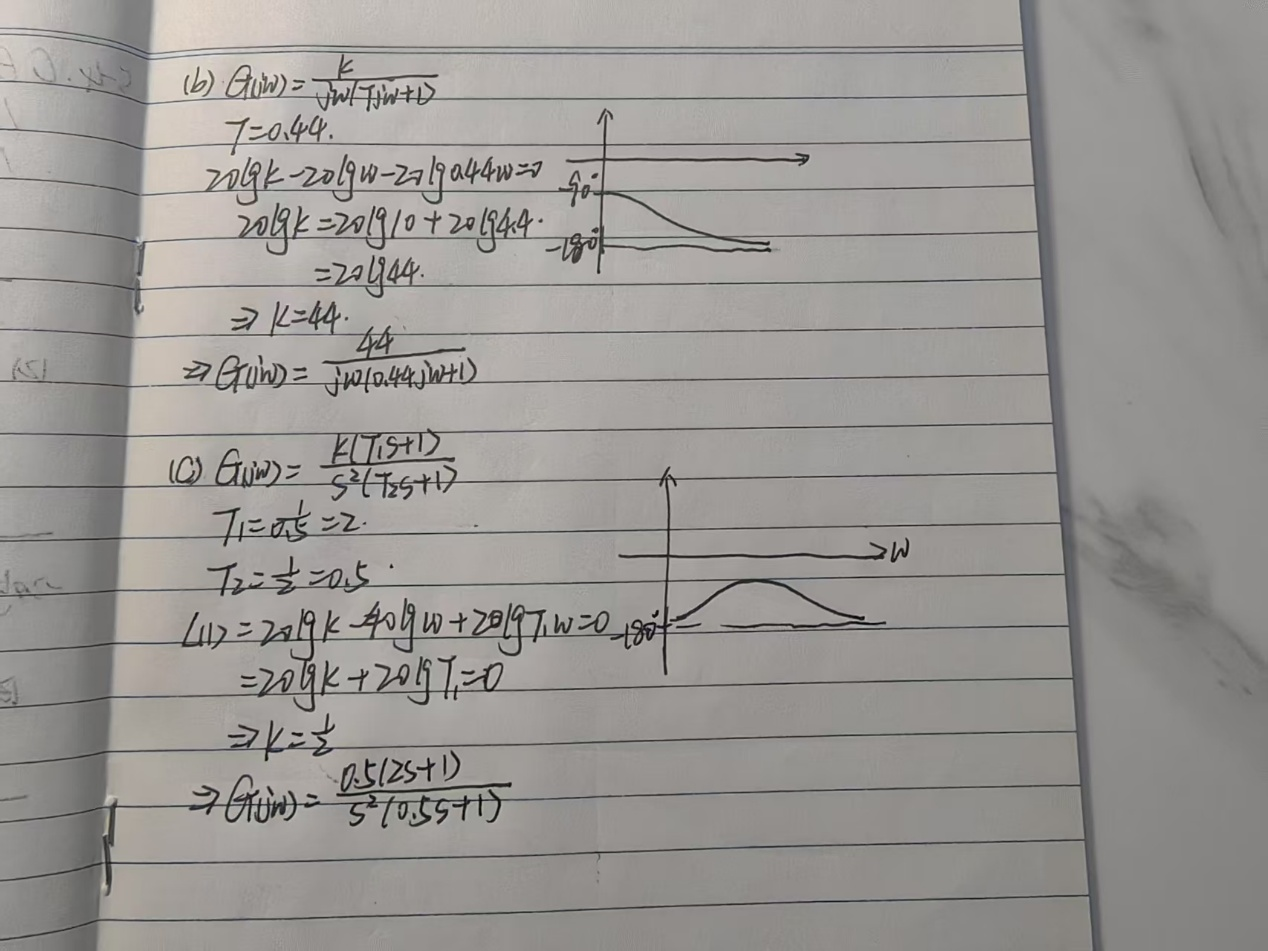 (b) G(jw)=k/(jw(Tjw+1))
T=0.44.
20lgk-20lgw-20lg0.44w=0
20lgk=20lg10+20lg4.4.
=20lg44.
⇒ k=44.
⇒ G(jw)=44/(jw(0.44jw+1))
-90°
-180°
(c) G(jw)=k(T₁s+1)/(s²(T₂s+1))
T₁=1/0.5=2.
T₂=1/2=0.5.
L(1)=20lgk-40lgw+20lgT₁w=0
=20lgk+20lgT₁=0
⇒k=1/2
⇒G(jw)=0.5(2s+1)/(s²(0.5s+1))
w
-180°